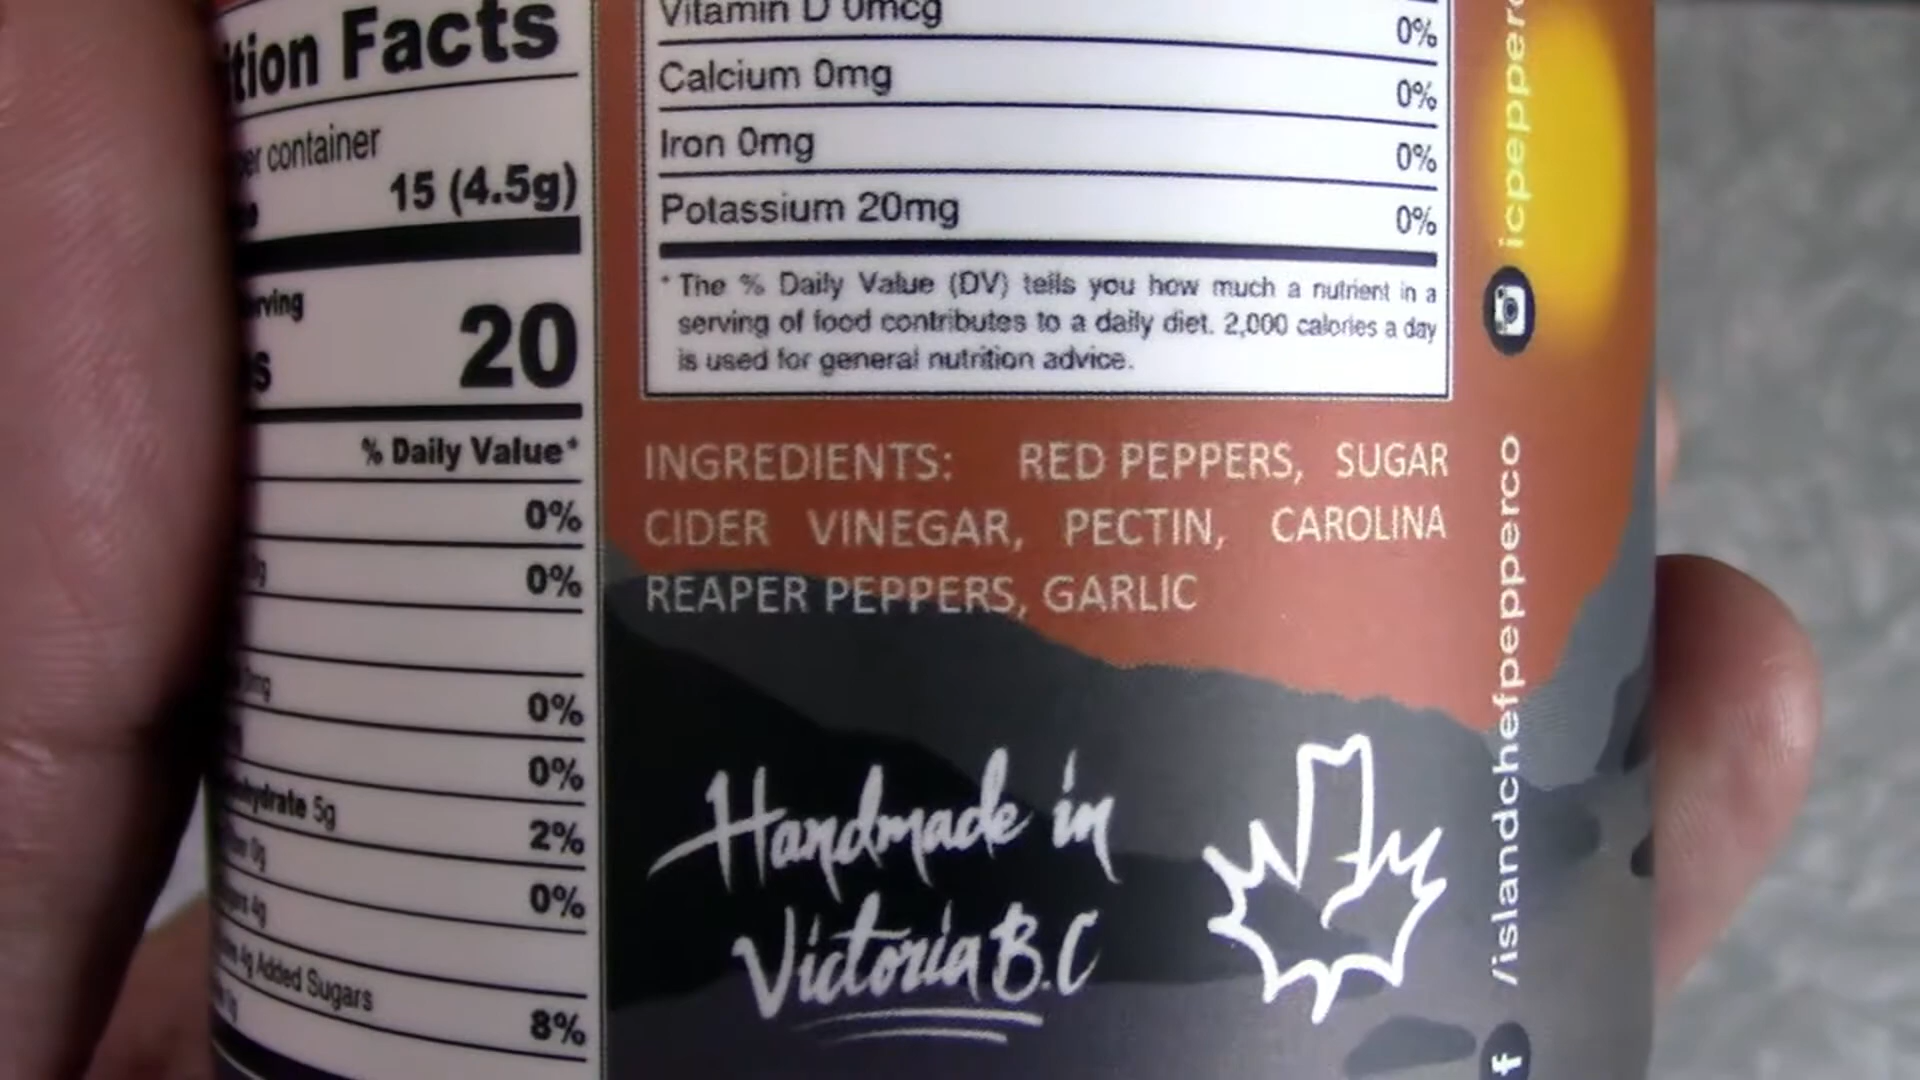 tion Facts
er container
15 (4.5g)
20
% Daily Value*
0%
0%
0%
0%
hydrate 5g
2%
0g
0%
4g
4g Added Sugars
8%
Vitamin D 0mcg
0%
Calcium 0mg
0%
Iron 0mg
0%
Potassium 20mg
0%
* The % Daily Value (DV) tells you how much a nutrient in a
serving of food contributes to a daily diet. 2,000 calories a day
is used for general nutrition advice.
INGREDIENTS: RED PEPPERS, SUGAR
CIDER VINEGAR, PECTIN, CAROLINA
REAPER PEPPERS, GARLIC
Handmade in
Victoria B.C
icpepperc
f /islandchefpepperco